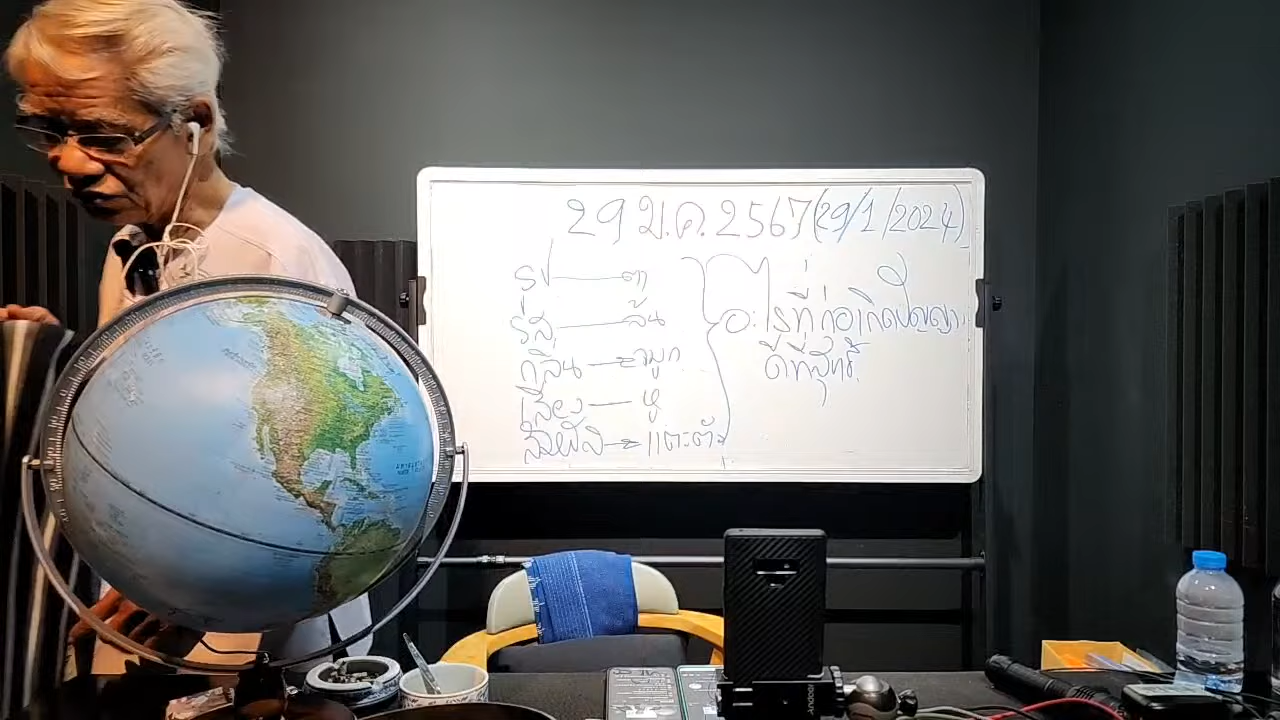 29 ม.ค. 2567 (29/1/2024)
รูป — ตา
รส — ลิ้น
กลิ่น — จมูก
เสียง — หู
สัมผัส — แตะต้อง
อะไรที่ก่อเกิดปัญญา
ดีที่สุด